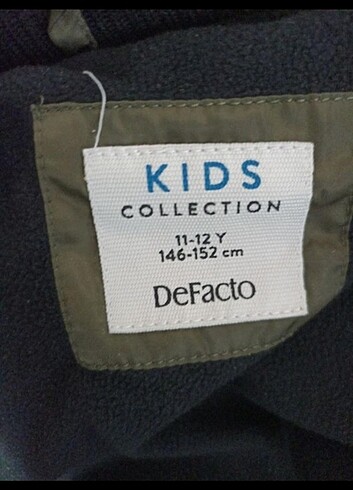 KIDS
COLLECTION
11-12 Y
146-152 cm
DeFacto